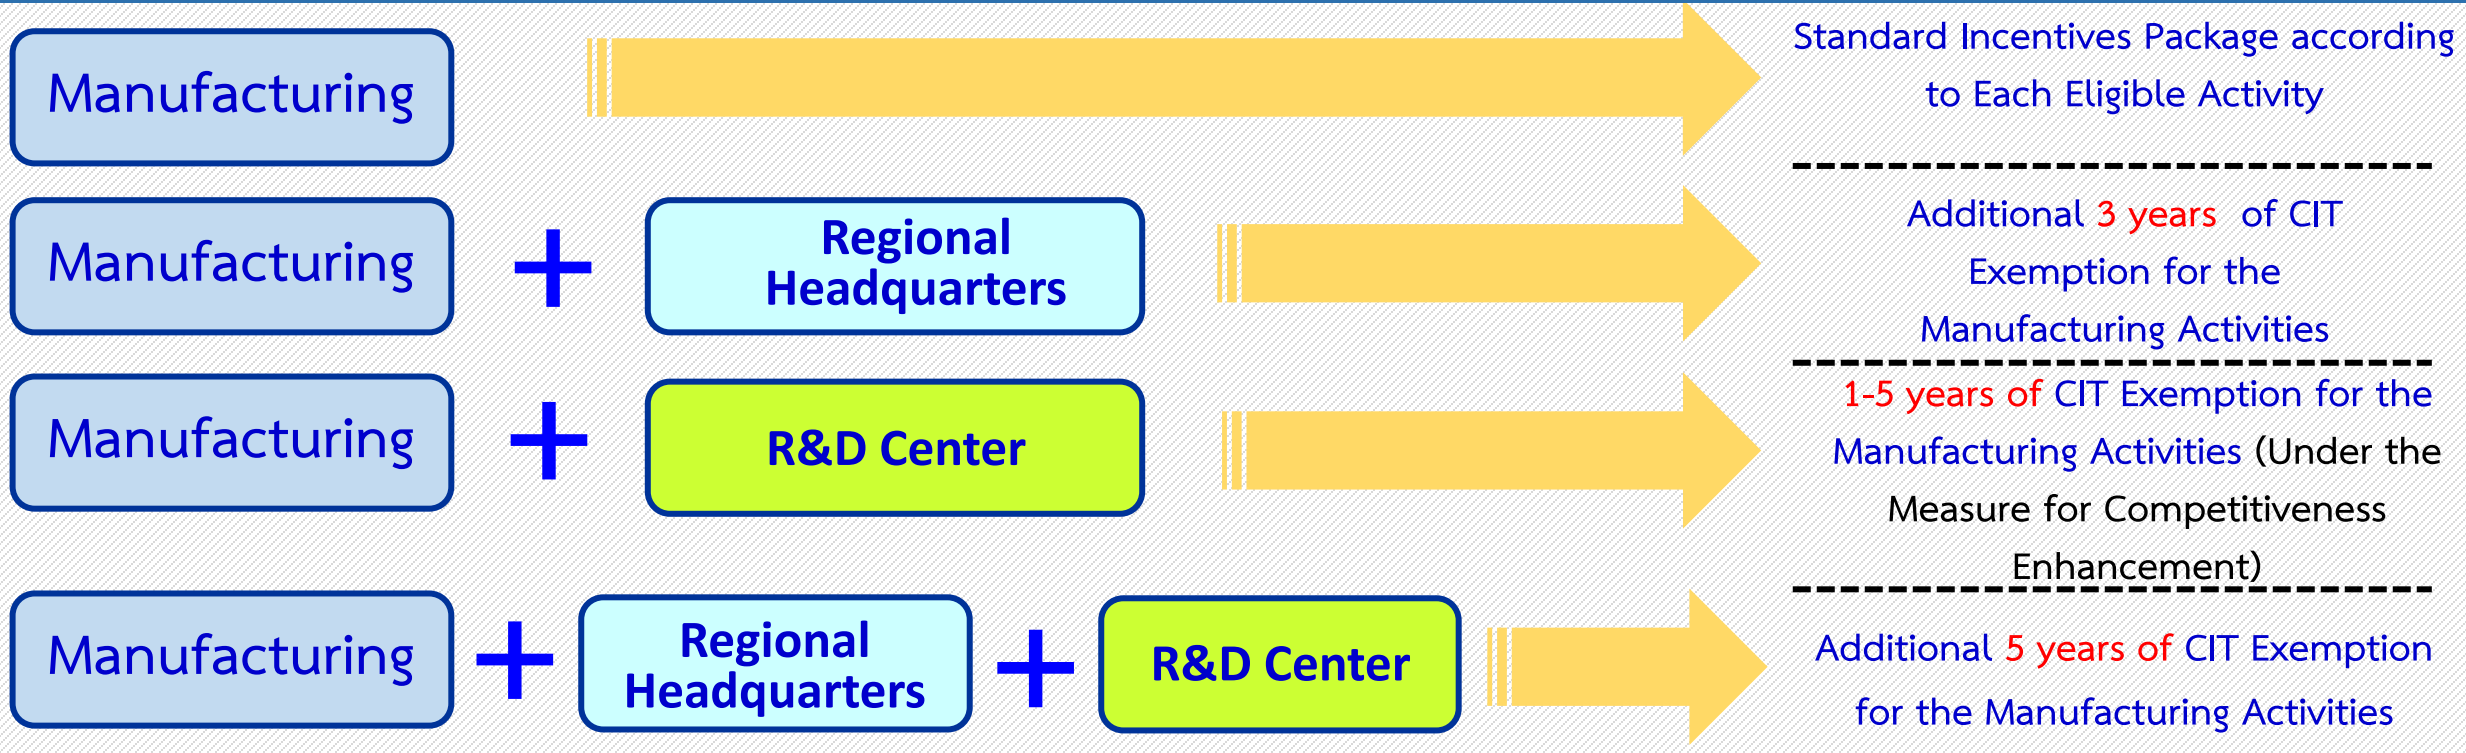 Manufacturing
Standard Incentives Package according
to Each Eligible Activity
Manufacturing
+
Regional
Headquarters
Additional 3 years of CIT
Exemption for the
Manufacturing Activities
Manufacturing
+
R&D Center
1-5 years of CIT Exemption for the
Manufacturing Activities (Under the
Measure for Competitiveness
Enhancement)
Manufacturing
+
Regional
Headquarters
+
R&D Center
Additional 5 years of CIT Exemption
for the Manufacturing Activities